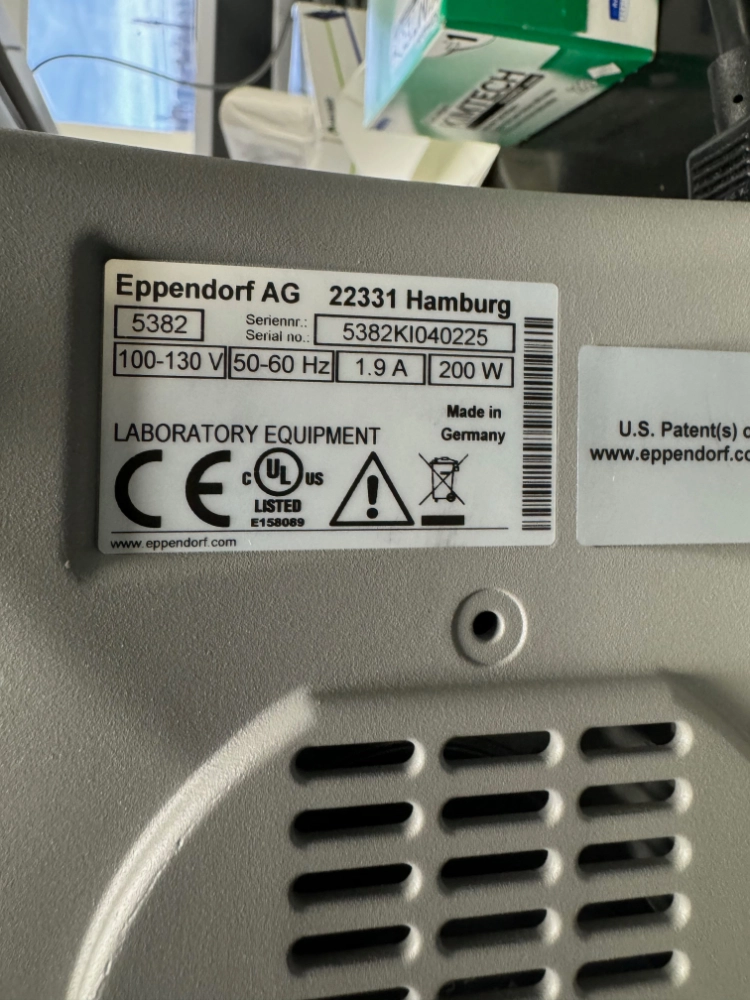 KIMTECH
Eppendorf AG 22331 Hamburg
5382 Seriennr.: Serial no.: 5382KI040225
100-130 V 50-60 Hz 1.9 A 200 W
Made in
Germany
LABORATORY EQUIPMENT
CE C UL US
LISTED
E158089
www.eppendorf.com
U.S. Patent(s)
www.eppendorf.co